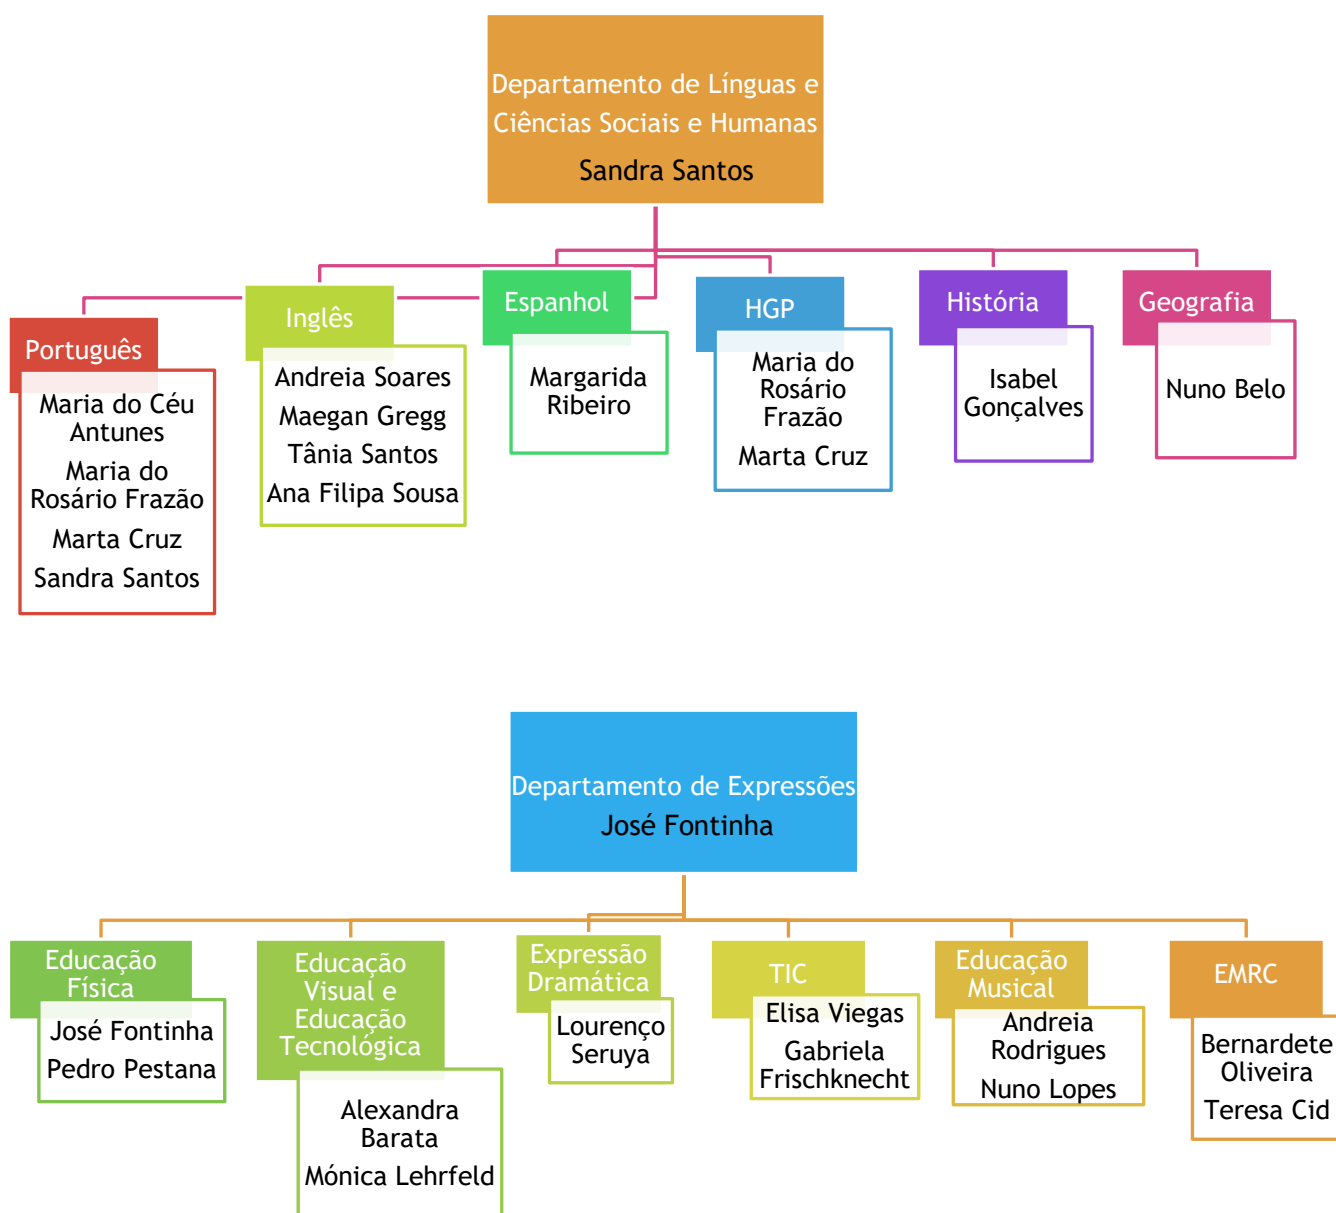 Departamento de Línguas e
Ciências Sociais e Humanas
Sandra Santos
Português
Maria do Céu
Antunes
Maria do
Rosário Frazão
Marta Cruz
Sandra Santos
Inglês
Andreia Soares
Maegan Gregg
Tânia Santos
Ana Filipa Sousa
Espanhol
Margarida
Ribeiro
HGP
Maria do
Rosário
Frazão
Marta Cruz
História
Isabel
Gonçalves
Geografia
Nuno Belo
Departamento de Expressões
José Fontinha
Educação
Física
José Fontinha
Pedro Pestana
Educação
Visual e
Educação
Tecnológica
Alexandra
Barata
Mónica Lehrfeld
Expressão
Dramática
Lourenço
Seruya
TIC
Elisa Viegas
Gabriela
Frischknecht
Educação
Musical
Andreia
Rodrigues
Nuno Lopes
EMRC
Bernardete
Oliveira
Teresa Cid